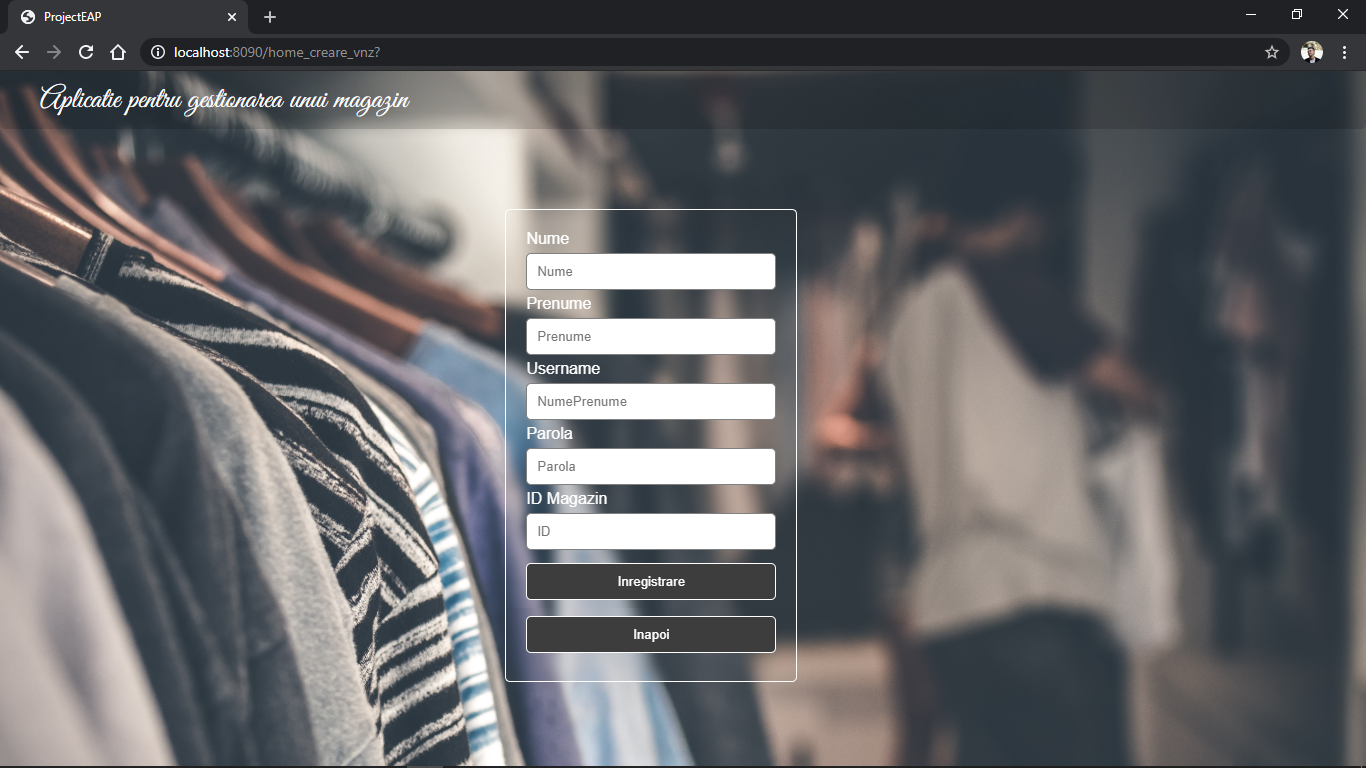 ProjectEAP
localhost:8090/home_creare_vnz?
Aplicatie pentru gestionarea unui magazin
Nume
Nume
Prenume
Prenume
Username
NumePrenume
Parola
Parola
ID Magazin
ID
Inregistrare
Inapoi